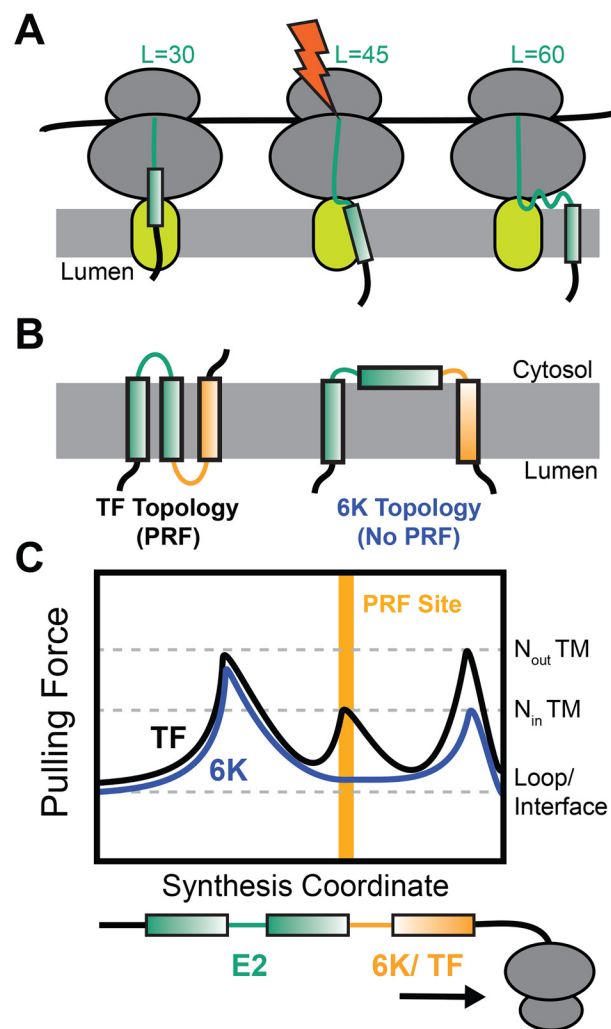 A
L=30
L=45
L=60
Lumen
B
Cytosol
Lumen
TF Topology
(PRF)
6K Topology
(No PRF)
C
Pulling Force
PRF Site
TF
6K
Nout TM
Nin TM
Loop/
Interface
Synthesis Coordinate
E2
6K/ TF